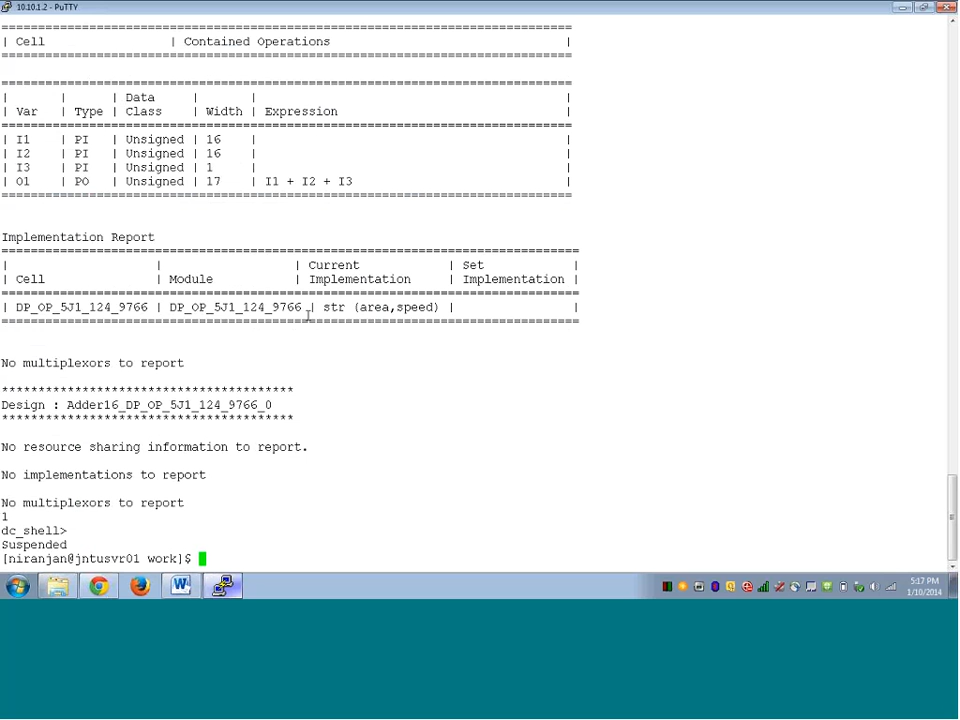 10.10.1.2 - PuTTY
| Cell | Contained Operations |
| | | Data | | |
| Var | Type | Class | Width | Expression |
| I1 | PI | Unsigned | 16 | |
| I2 | PI | Unsigned | 16 | |
| I3 | PI | Unsigned | 1 | |
| O1 | PO | Unsigned | 17 | I1 + I2 + I3 |
Implementation Report
| | | Current | Set |
| Cell | Module | Implementation | Implementation |
| DP_OP_5J1_124_9766 | DP_OP_5J1_124_9766 | str (area,speed) | |
No multiplexors to report
****************************************
Design : Adder16_DP_OP_5J1_124_9766_0
****************************************
No resource sharing information to report.
No implementations to report
No multiplexors to report
1
dc_shell>
Suspended
[niranjan@jntusvr01 work]$
5:17 PM
1/10/2014